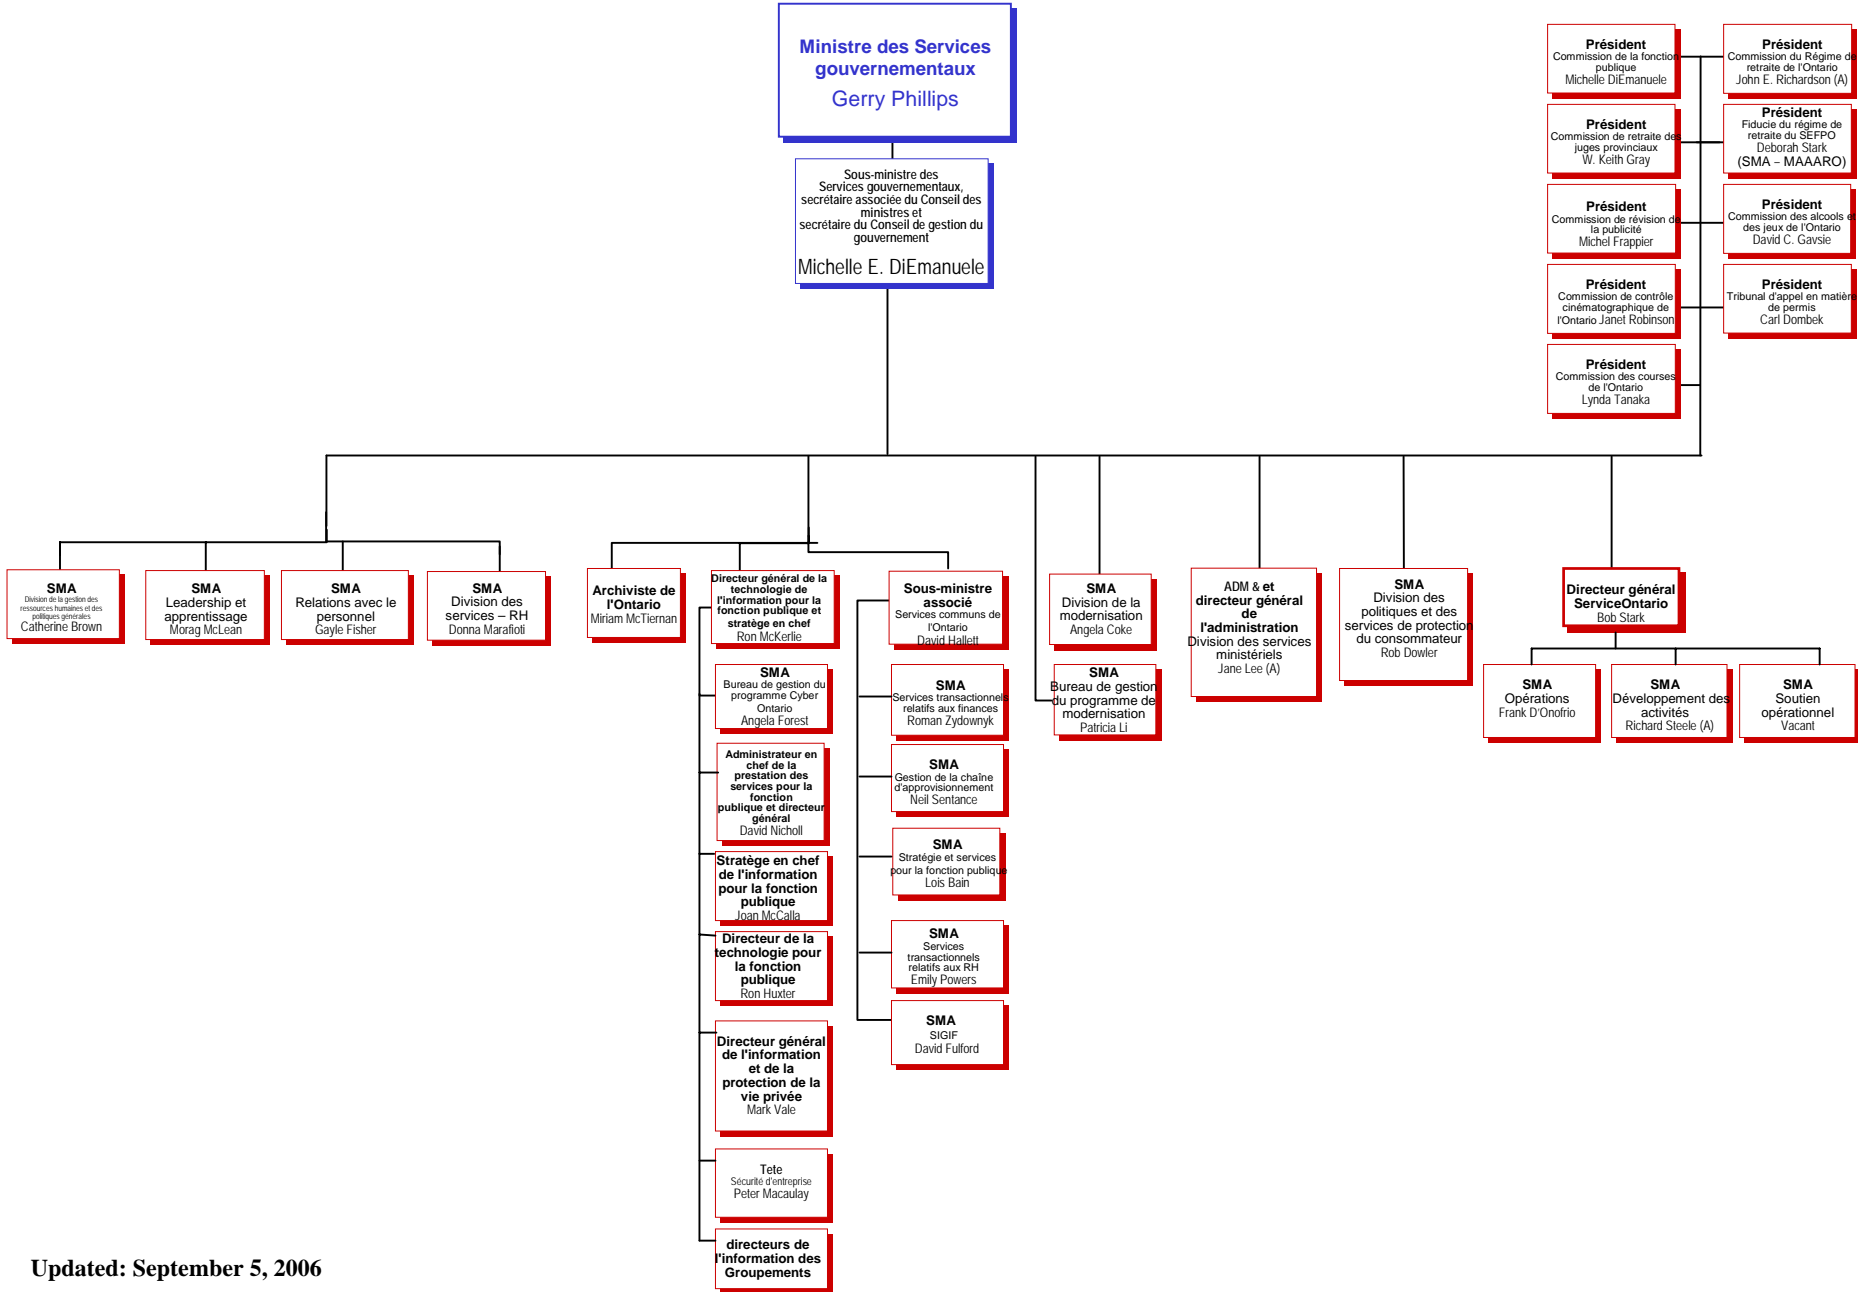 Ministre des Services
gouvernementaux
Gerry Phillips
Sous-ministre des
Services gouvernementaux,
secrétaire associée du Conseil des
ministres et
secrétaire du Conseil de gestion du
gouvernement
Michelle E. DiEmanuele
Président
Commission de la fonction
publique
Michelle DiEmanuele
Président
Commission du Régime de
retraite de l'Ontario
John E. Richardson (A)
Président
Commission de retraite des
juges provinciaux
W. Keith Gray
Président
Fiducie du régime de
retraite du SEFPO
Deborah Stark
(SMA – MAAARO)
Président
Commission de révision de
la publicité
Michel Frappier
Président
Commission des alcools et
des jeux de l'Ontario
David C. Gavsie
Président
Commission de contrôle
cinématographique de
l'Ontario Janet Robinson
Président
Tribunal d'appel en matière
de permis
Carl Dombek
Président
Commission des courses
de l'Ontario
Lynda Tanaka
SMA
Division de la gestion des
ressources humaines et des
politiques générales
Catherine Brown
SMA
Leadership et
apprentissage
Morag McLean
SMA
Relations avec le
personnel
Gayle Fisher
SMA
Division des
services – RH
Donna Marafioti
Archiviste de
l'Ontario
Miriam McTiernan
Directeur général de la
technologie de
l'information pour la
fonction publique et
stratège en chef
Ron McKerlie
SMA
Bureau de gestion du
programme Cyber
Ontario
Angela Forest
Administrateur en
chef de la
prestation des
services pour la
fonction
publique et directeur
général
David Nicholl
Stratège en chef
de l'information
pour la fonction
publique
Joan McCalla
Directeur de la
technologie pour
la fonction
publique
Ron Huxter
Directeur général
de l'information
et de la
protection de la
vie privée
Mark Vale
Tete
Sécurité d'entreprise
Peter Macaulay
directeurs de
l'information des
Groupements
Sous-ministre
associé
Services communs de
l'Ontario
David Hallett
SMA
Services transactionnels
relatifs aux finances
Roman Zydownyk
SMA
Gestion de la chaîne
d'approvisionnement
Neil Sentance
SMA
Stratégie et services
pour la fonction publique
Lois Bain
SMA
Services
transactionnels
relatifs aux RH
Emily Powers
SMA
SIGIF
David Fulford
SMA
Division de la
modernisation
Angela Coke
SMA
Bureau de gestion
du programme de
modernisation
Patricia Li
ADM & et
directeur général
de
l'administration
Division des services
ministériels
Jane Lee (A)
SMA
Division des
politiques et des
services de protection
du consommateur
Rob Dowler
Directeur général
ServiceOntario
Bob Stark
SMA
Opérations
Frank D'Onofrio
SMA
Développement des
activités
Richard Steele (A)
SMA
Soutien
opérationnel
Vacant
Updated: September 5, 2006